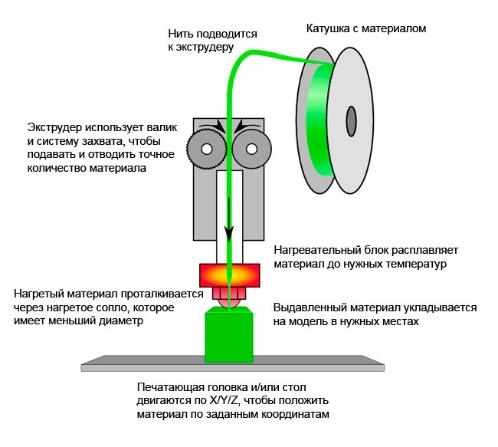 Нить подводится
к экструдеру
Катушка с материалом
Экструдер использует валик
и систему захвата, чтобы
подавать и отводить точное
количество материала
Нагревательный блок расплавляет
материал до нужных температур
Нагретый материал проталкивается
через нагретое сопло, которое
имеет меньший диаметр
Выдавленный материал укладывается
на модель в нужных местах
Печатающая головка и/или стол
двигаются по X/Y/Z, чтобы положить
материал по заданным координатам